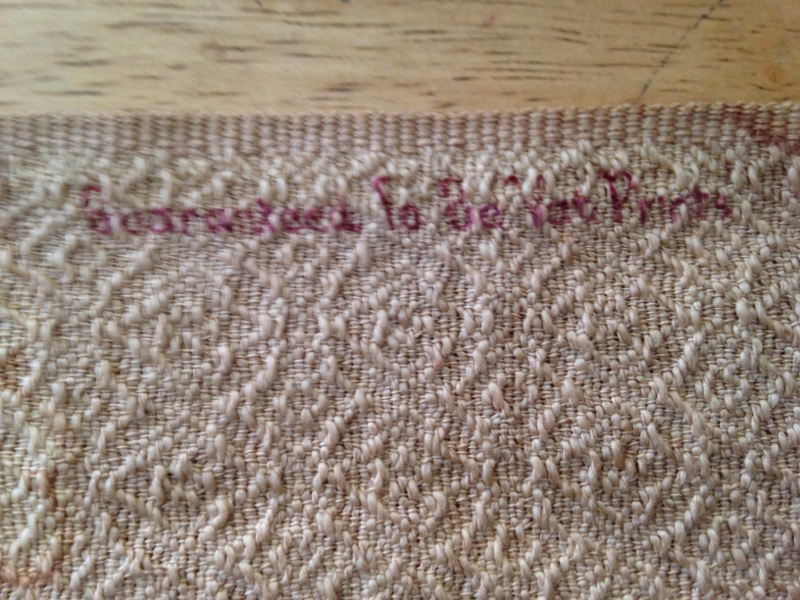 Guaranteed To Be Vat Prints